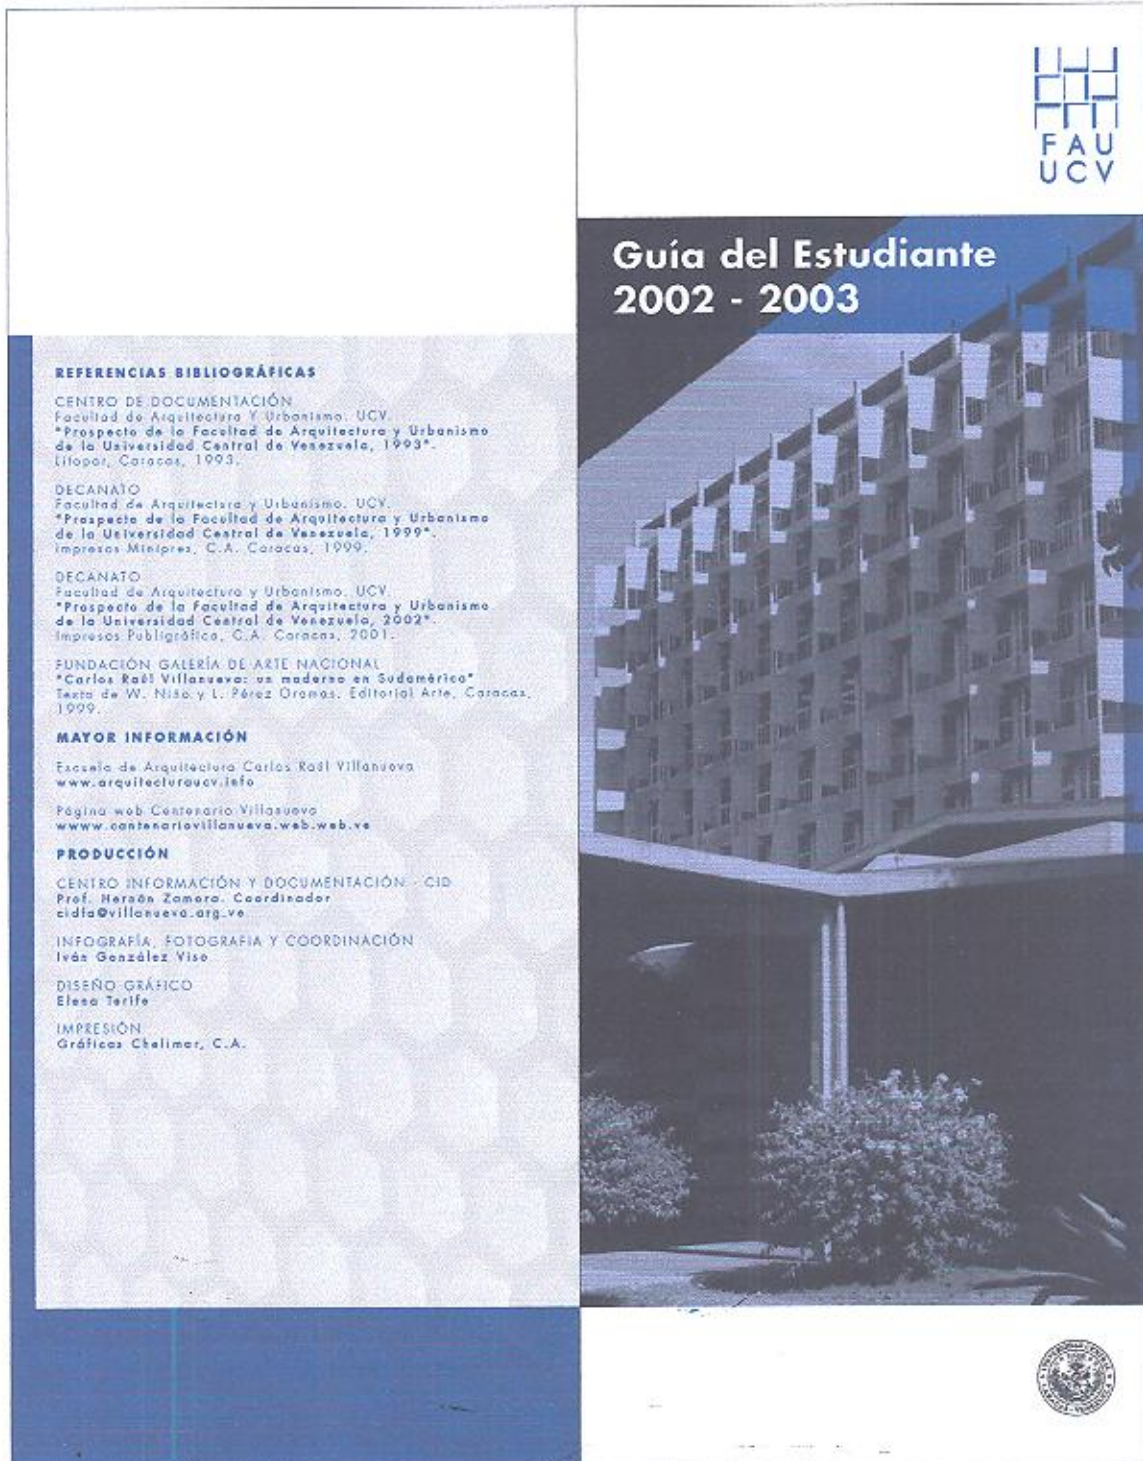 REFERENCIAS BIBLIOGRÁFICAS
CENTRO DE DOCUMENTACIÓN
Facultad de Arquitectura Y Urbanismo. UCV.
"Prospecto de la Facultad de Arquitectura y Urbanismo
de la Universidad Central de Venezuela, 1993".
Litopar, Caracas, 1993.
DECANATO
Facultad de Arquitectura y Urbanismo. UCV.
"Prospecto de la Facultad de Arquitectura y Urbanismo
de la Universidad Central de Venezuela, 1999".
Impresos Minipres, C.A. Caracas, 1999.
DECANATO
Facultad de Arquitectura y Urbanismo. UCV.
"Prospecto de la Facultad de Arquitectura y Urbanismo
de la Universidad Central de Venezuela, 2002".
Impresos Publigráfica, C.A. Caracas, 2001.
FUNDACIÓN GALERÍA DE ARTE NACIONAL
"Carlos Raúl Villanueva: un moderno en Sudamérica"
Texto de W. Niño y L. Pérez Oramas. Editorial Arte, Caracas,
1999.
MAYOR INFORMACIÓN
Escuela de Arquitectura Carlos Raúl Villanueva
www.arquitecturaucv.info
Página web Centenario Villanueva
wwww.centenariovillanueva.web.web.ve
PRODUCCIÓN
CENTRO INFORMACIÓN Y DOCUMENTACIÓN - CID
Prof. Hernán Zamora. Coordinador
cidfa@villanueva.arg.ve
INFOGRAFÍA, FOTOGRAFIA Y COORDINACIÓN
Iván González Viso
DISEÑO GRÁFICO
Elena Terife
IMPRESIÓN
Gráficas Chelimar, C.A.
FAU
UCV
Guía del Estudiante
2002 - 2003